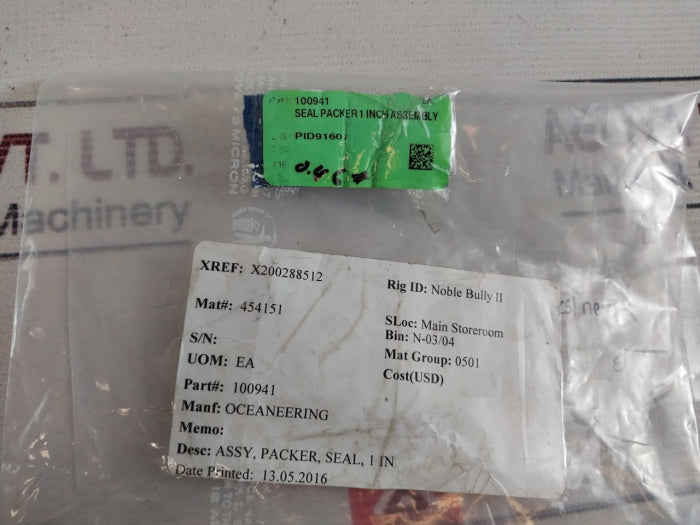 100941 EA
SEAL PACKER 1 INCH ASSEMBLY
PID9160
VT. LTD.
Machinery
XREF: X200288512
Rig ID: Noble Bully II
Mat#: 454151
SLoc: Main Storeroom
S/N:
Bin: N-03/04
UOM: EA
Mat Group: 0501
Part#: 100941
Cost(USD)
Manf: OCEANEERING
Memo:
Desc: ASSY, PACKER, SEAL, 1 IN
Date Printed: 13.05.2016